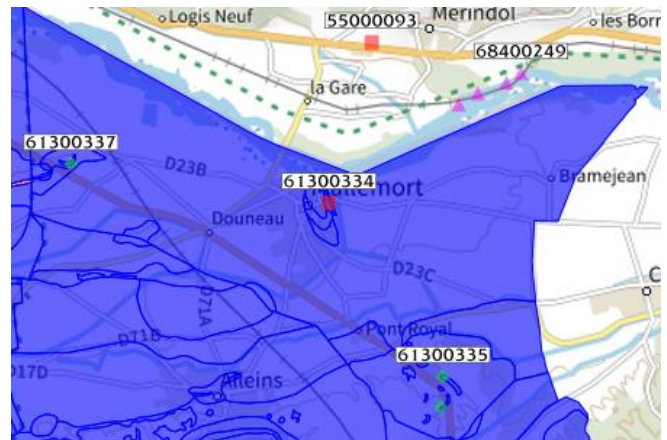 Logis Neuf
55000093
Merindol
les Borr
68400249
la Gare
61300337
D23B
61300334
Mallemort
Bramejean
Douneau
D23C
D71A
C
D71B
Pont Royal
61300335
D17D
Alleins